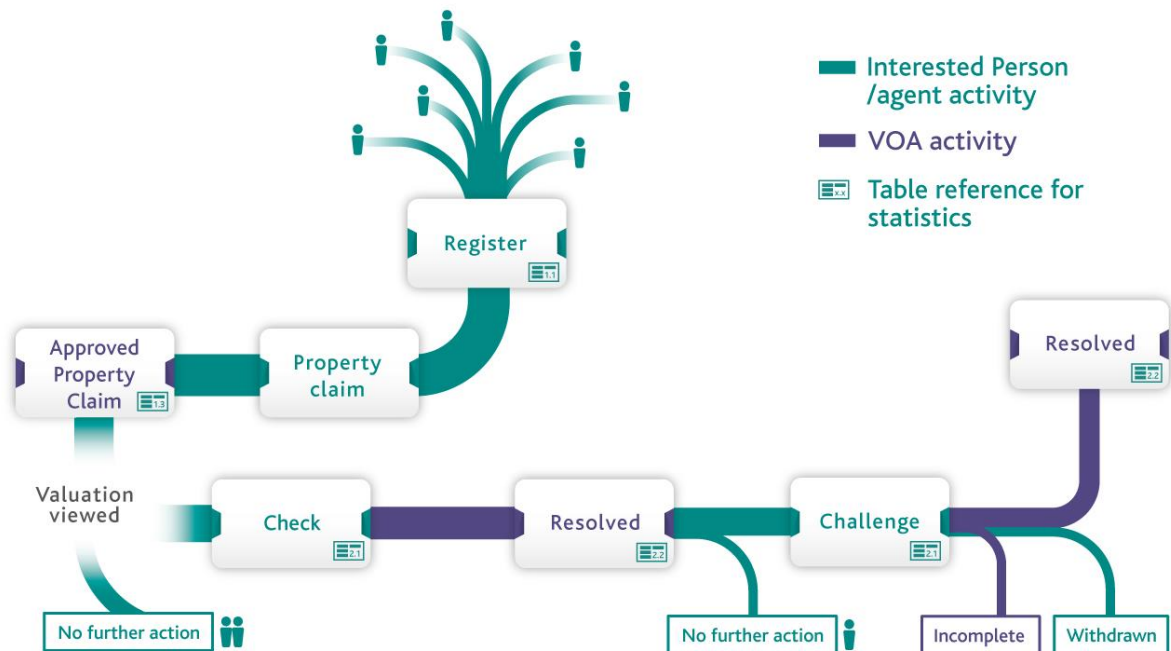 Interested Person
/agent activity
VOA activity
x.x
Table reference for
statistics
Register
1.1
Approved
Property
Claim
1.3
Property
claim
Resolved
2.2
Valuation
viewed
Check
2.1
Resolved
2.2
Challenge
2.1
No further action
No further action
Incomplete
Withdrawn